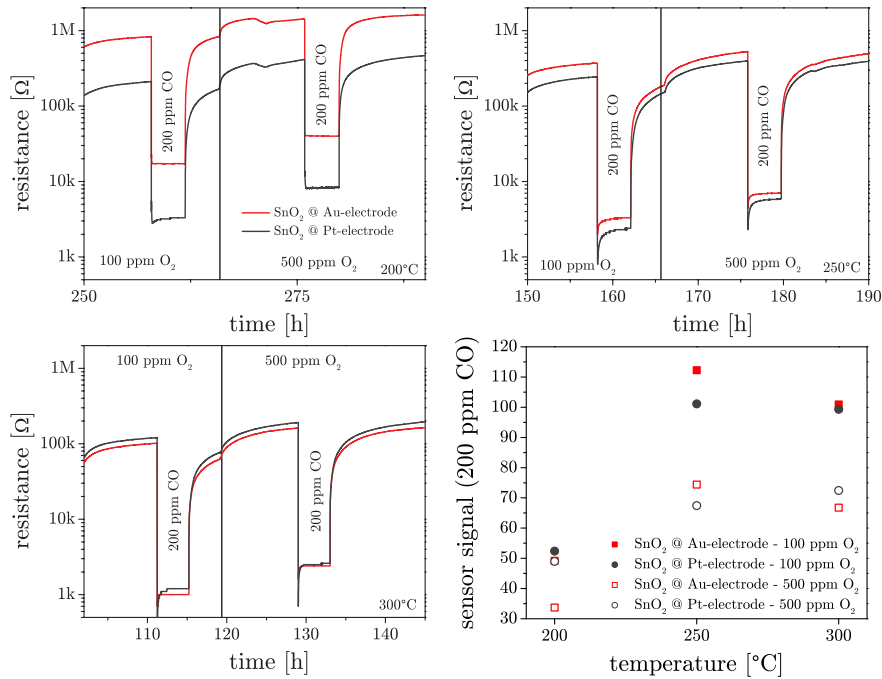 1M
100k
10k
1k
resistance [Ω]
200 ppm CO
200 ppm CO
SnO₂ @ Au-electrode
SnO₂ @ Pt-electrode
100 ppm O₂
500 ppm O₂
200°C
250
275
time [h]
1M
100k
10k
1k
resistance [Ω]
200 ppm CO
200 ppm CO
100 ppm O₂
500 ppm O₂
250°C
150
160
170
180
190
time [h]
100 ppm O₂
500 ppm O₂
1M
100k
10k
1k
resistance [Ω]
200 ppm CO
200 ppm CO
300°C
110
120
130
140
time [h]
120
110
100
90
80
70
60
50
40
30
sensor signal (200 ppm CO)
SnO₂ @ Au-electrode - 100 ppm O₂
SnO₂ @ Pt-electrode - 100 ppm O₂
SnO₂ @ Au-electrode - 500 ppm O₂
SnO₂ @ Pt-electrode - 500 ppm O₂
200
250
300
temperature [°C]